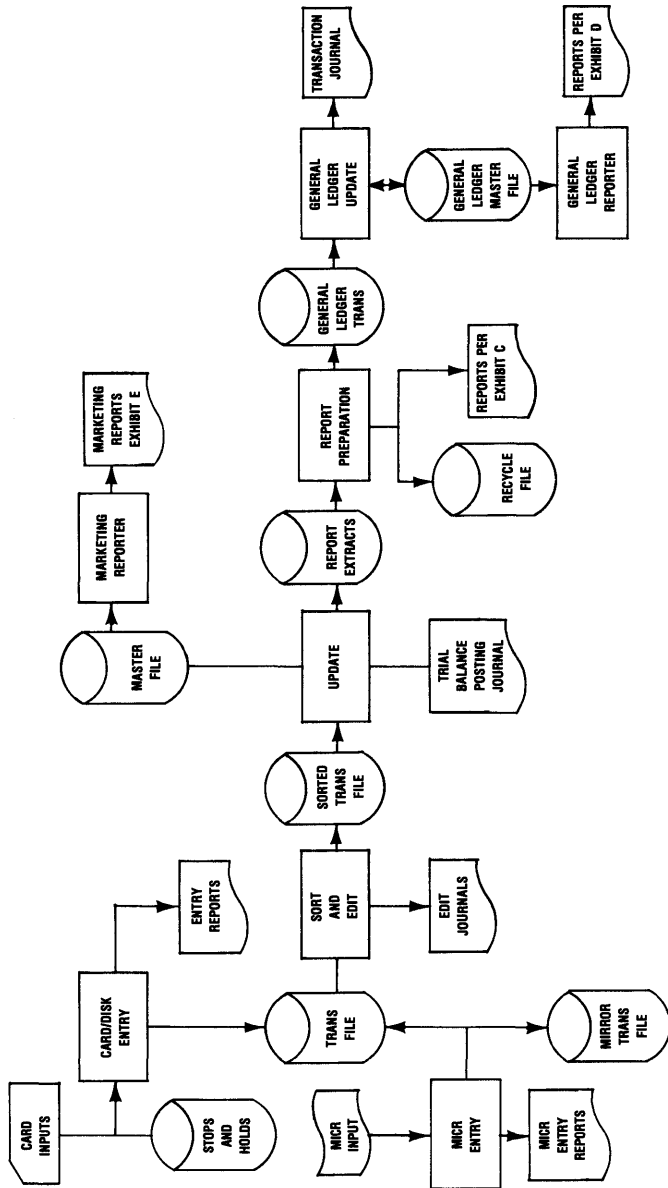 CARD
INPUTS
STOPS
AND
HOLDS
CARD/DISK
ENTRY
ENTRY
REPORTS
MICR
INPUT
MICR
ENTRY
MICR
ENTRY
REPORTS
TRANS
FILE
MIRROR
TRANS
FILE
SORT
AND
EDIT
EDIT
JOURNALS
SORTED
TRANS
FILE
MASTER
FILE
UPDATE
TRIAL
BALANCE
POSTING
JOURNAL
MARKETING
REPORTER
MARKETING
REPORTS
EXHIBIT E
REPORT
EXTRACTS
REPORT
PREPARATION
RECYCLE
FILE
REPORTS PER
EXHIBIT C
GENERAL
LEDGER
TRANS
GENERAL
LEDGER
UPDATE
TRANSACTION
JOURNAL
GENERAL
LEDGER
MASTER
FILE
GENERAL
LEDGER
REPORTER
REPORTS PER
EXHIBIT D